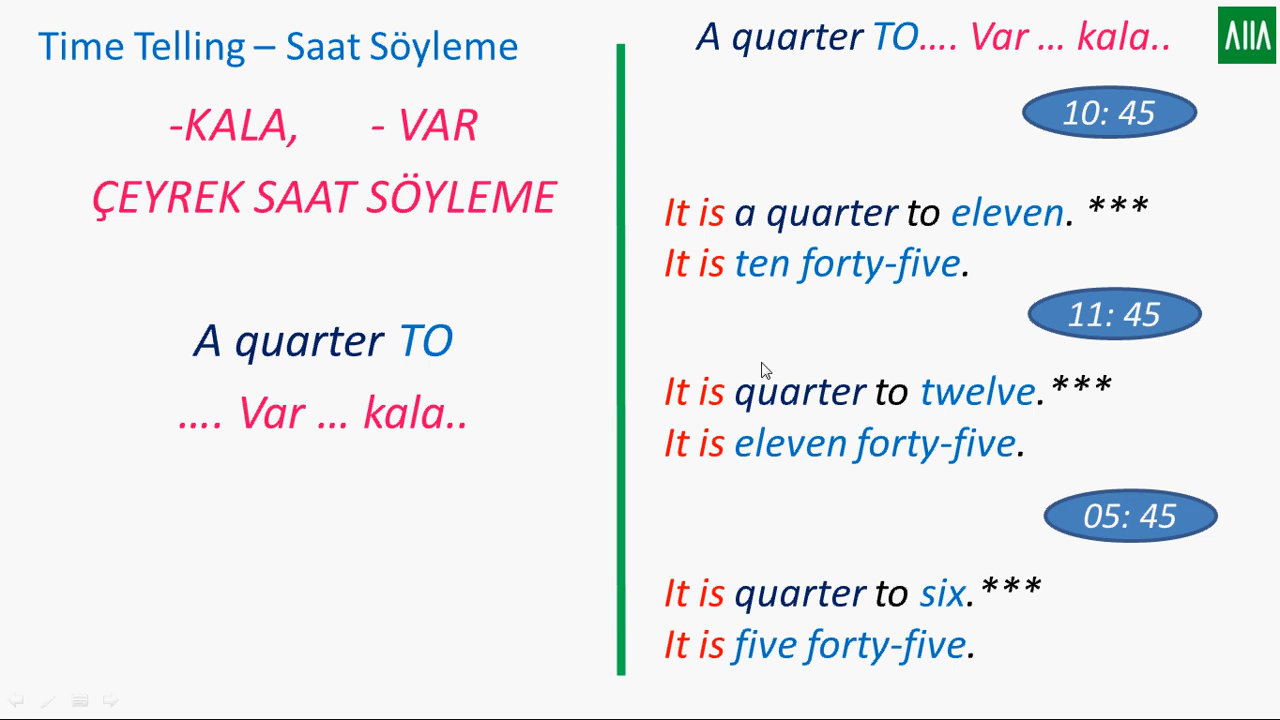 Time Telling – Saat Söyleme
-KALA, - VAR
ÇEYREK SAAT SÖYLEME
A quarter TO
.... Var ... kala..
A quarter TO.... Var ... kala..
10: 45
It is a quarter to eleven. ***
It is ten forty-five.
11: 45
It is quarter to twelve.***
It is eleven forty-five.
05: 45
It is quarter to six.***
It is five forty-five.